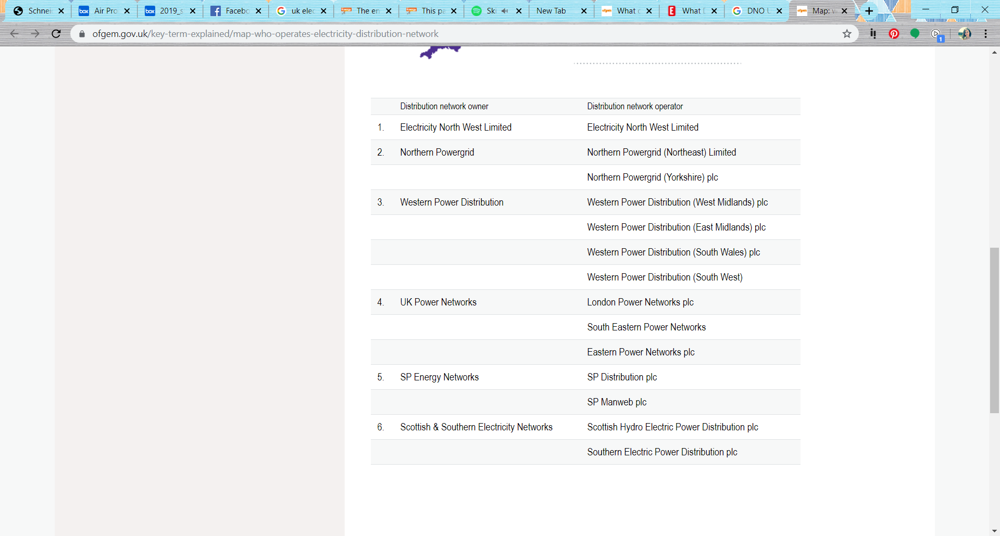 Schnei
Air Pro
2019_s
Facebo
uk elec
The en
This pa
Ski
New Tab
What
What
DNO
Map:
ofgem.gov.uk/key-term-explained/map-who-operates-electricity-distribution-network
1
Distribution network owner Distribution network operator
1. Electricity North West Limited Electricity North West Limited
2. Northern Powergrid Northern Powergrid (Northeast) Limited
Northern Powergrid (Yorkshire) plc
3. Western Power Distribution Western Power Distribution (West Midlands) plc
Western Power Distribution (East Midlands) plc
Western Power Distribution (South Wales) plc
Western Power Distribution (South West)
4. UK Power Networks London Power Networks plc
South Eastern Power Networks
Eastern Power Networks plc
5. SP Energy Networks SP Distribution plc
SP Manweb plc
6. Scottish & Southern Electricity Networks Scottish Hydro Electric Power Distribution plc
Southern Electric Power Distribution plc